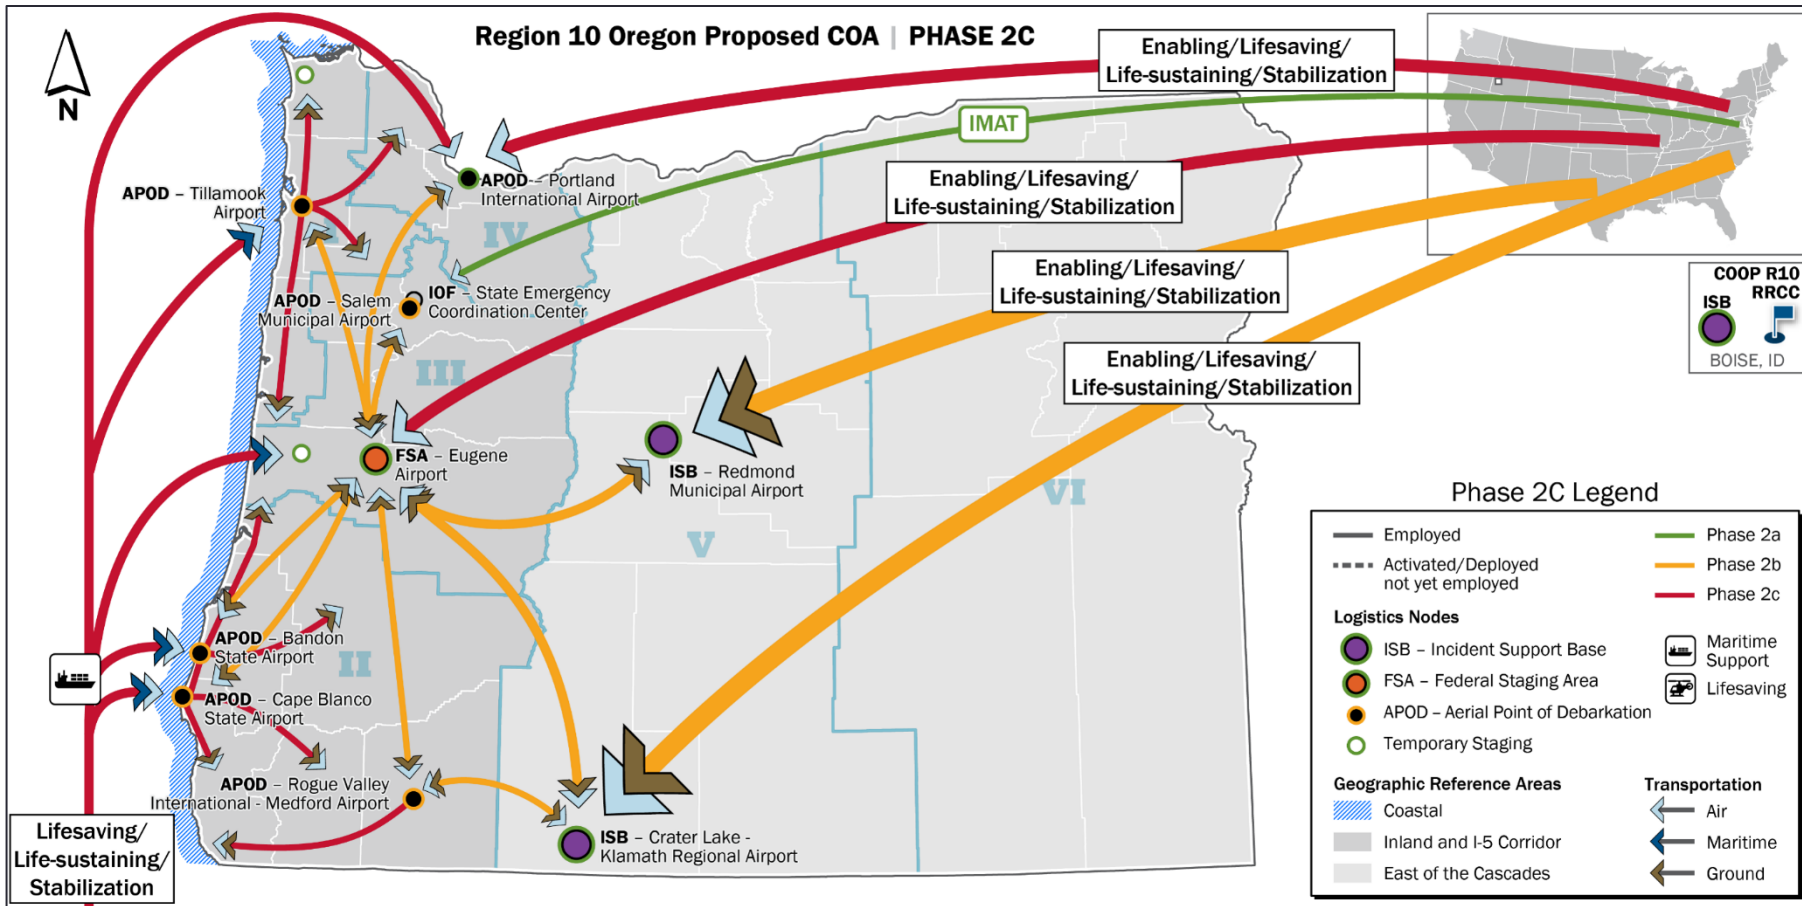 Region 10 Oregon Proposed COA | PHASE 2C
N
Enabling/Lifesaving/
Life-sustaining/Stabilization
IMAT
Enabling/Lifesaving/
Life-sustaining/Stabilization
Enabling/Lifesaving/
Life-sustaining/Stabilization
Enabling/Lifesaving/
Life-sustaining/Stabilization
APOD – Portland
International Airport
APOD – Tillamook
Airport
IV
IOF – State Emergency
Coordination Center
APOD – Salem
Municipal Airport
III
FSA – Eugene
Airport
ISB – Redmond
Municipal Airport
V
VI
APOD – Bandon
State Airport
II
APOD – Cape Blanco
State Airport
APOD – Rogue Valley
International - Medford Airport
ISB – Crater Lake -
Klamath Regional Airport
Lifesaving/
Life-sustaining/
Stabilization
COOP R10
RRCC
ISB
BOISE, ID
Phase 2C Legend
Employed
Activated/Deployed
not yet employed
Phase 2a
Phase 2b
Phase 2c
Logistics Nodes
ISB – Incident Support Base
FSA – Federal Staging Area
APOD – Aerial Point of Debarkation
Temporary Staging
Maritime
Support
Lifesaving
Geographic Reference Areas
Coastal
Inland and I-5 Corridor
East of the Cascades
Transportation
Air
Maritime
Ground